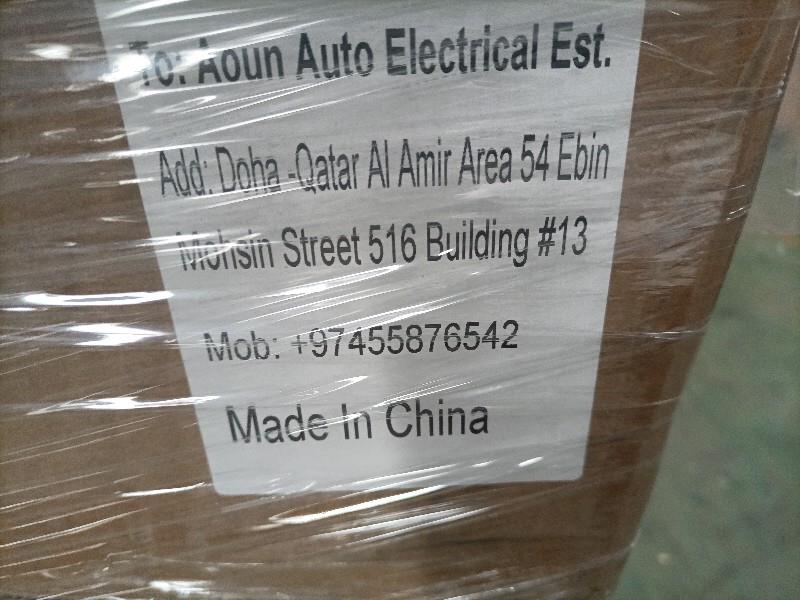 To: Aoun Auto Electrical Est.
Add: Doha -Qatar Al Amir Area 54 Ebin
Mohsin Street 516 Building #13
Mob: +97455876542
Made In China